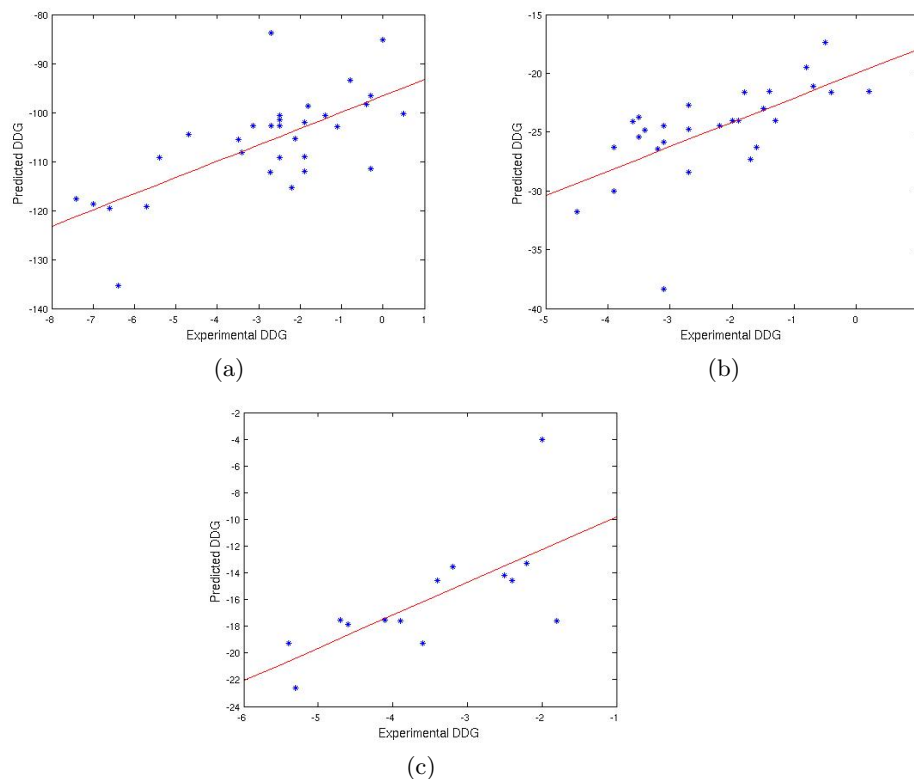 -80
-90
-100
-110
-120
-130
-140
Predicted DDG
-8 -7 -6 -5 -4 -3 -2 -1 0 1
Experimental DDG
(a)
-15
-20
-25
-30
-35
-40
Predicted DDG
-5 -4 -3 -2 -1 0
Experimental DDG
(b)
-2
-4
-6
-8
-10
-12
-14
-16
-18
-20
-22
-24
Predicted DDG
-6 -5 -4 -3 -2 -1
Experimental DDG
(c)